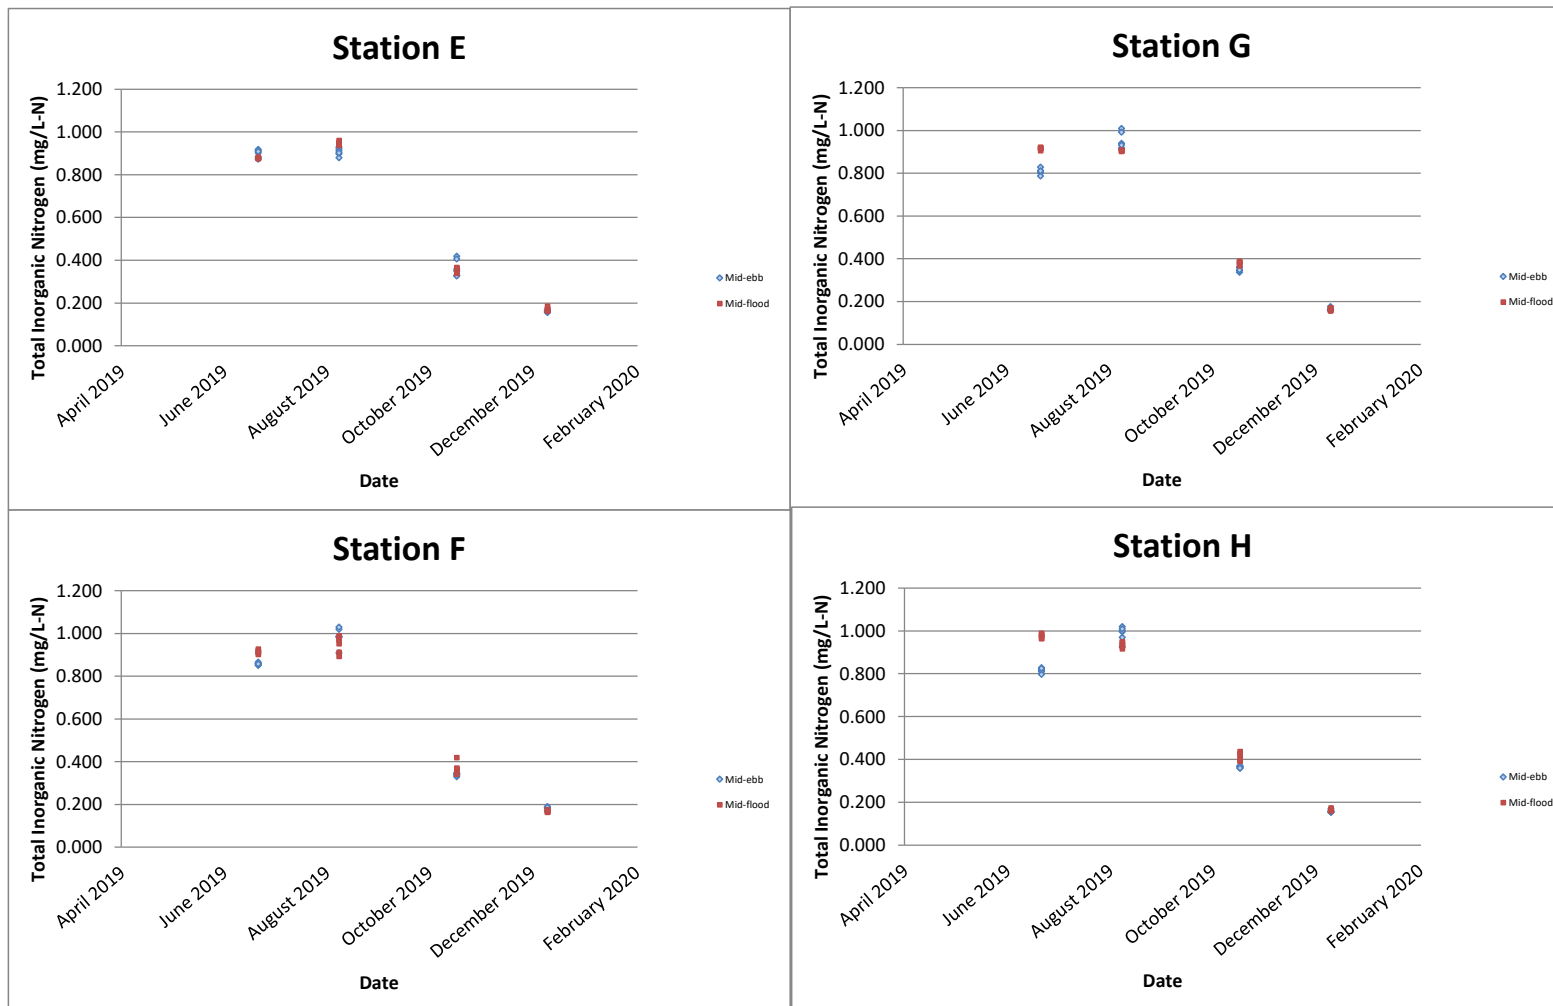 Station E
Total Inorganic Nitrogen (mg/L-N)
1.200
1.000
0.800
0.600
0.400
0.200
0.000
April 2019
June 2019
August 2019
October 2019
December 2019
February 2020
Date
Mid-ebb
Mid-flood
Station G
Total Inorganic Nitrogen (mg/L-N)
1.200
1.000
0.800
0.600
0.400
0.200
0.000
April 2019
June 2019
August 2019
October 2019
December 2019
February 2020
Date
Mid-ebb
Mid-flood
Station F
Total Inorganic Nitrogen (mg/L-N)
1.200
1.000
0.800
0.600
0.400
0.200
0.000
April 2019
June 2019
August 2019
October 2019
December 2019
February 2020
Date
Mid-ebb
Mid-flood
Station H
Total Inorganic Nitrogen (mg/L-N)
1.200
1.000
0.800
0.600
0.400
0.200
0.000
April 2019
June 2019
August 2019
October 2019
December 2019
February 2020
Date
Mid-ebb
Mid-flood